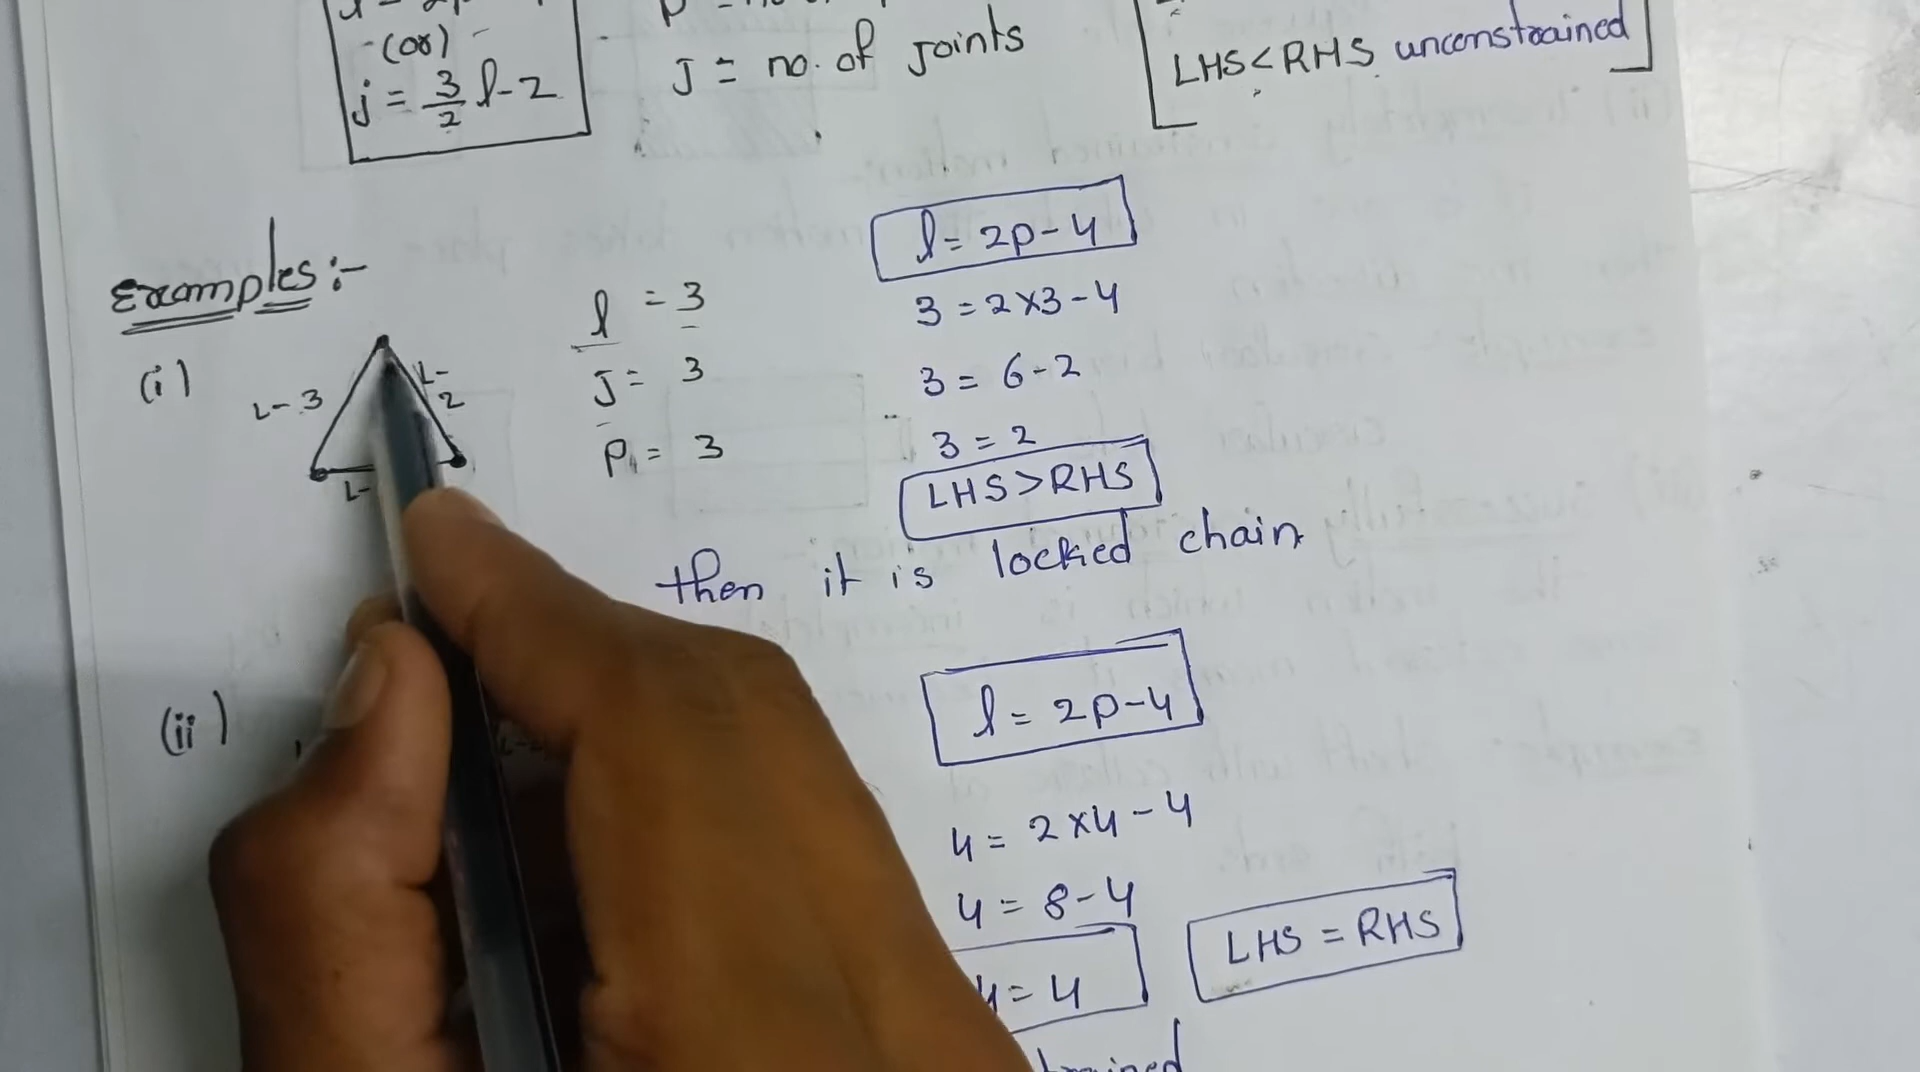 (or)
j = 3/2 l - 2
J = no. of joints
LHS < RHS unconstrained
Examples :-
(i)
L-3
L-2
L-
l = 3
J = 3
P = 3
l = 2p - 4
3 = 2 x 3 - 4
3 = 6 - 2
3 = 2
LHS > RHS
then it is locked chain
(ii)
l = 2p - 4
4 = 2 x 4 - 4
4 = 8 - 4
4 = 4
LHS = RHS